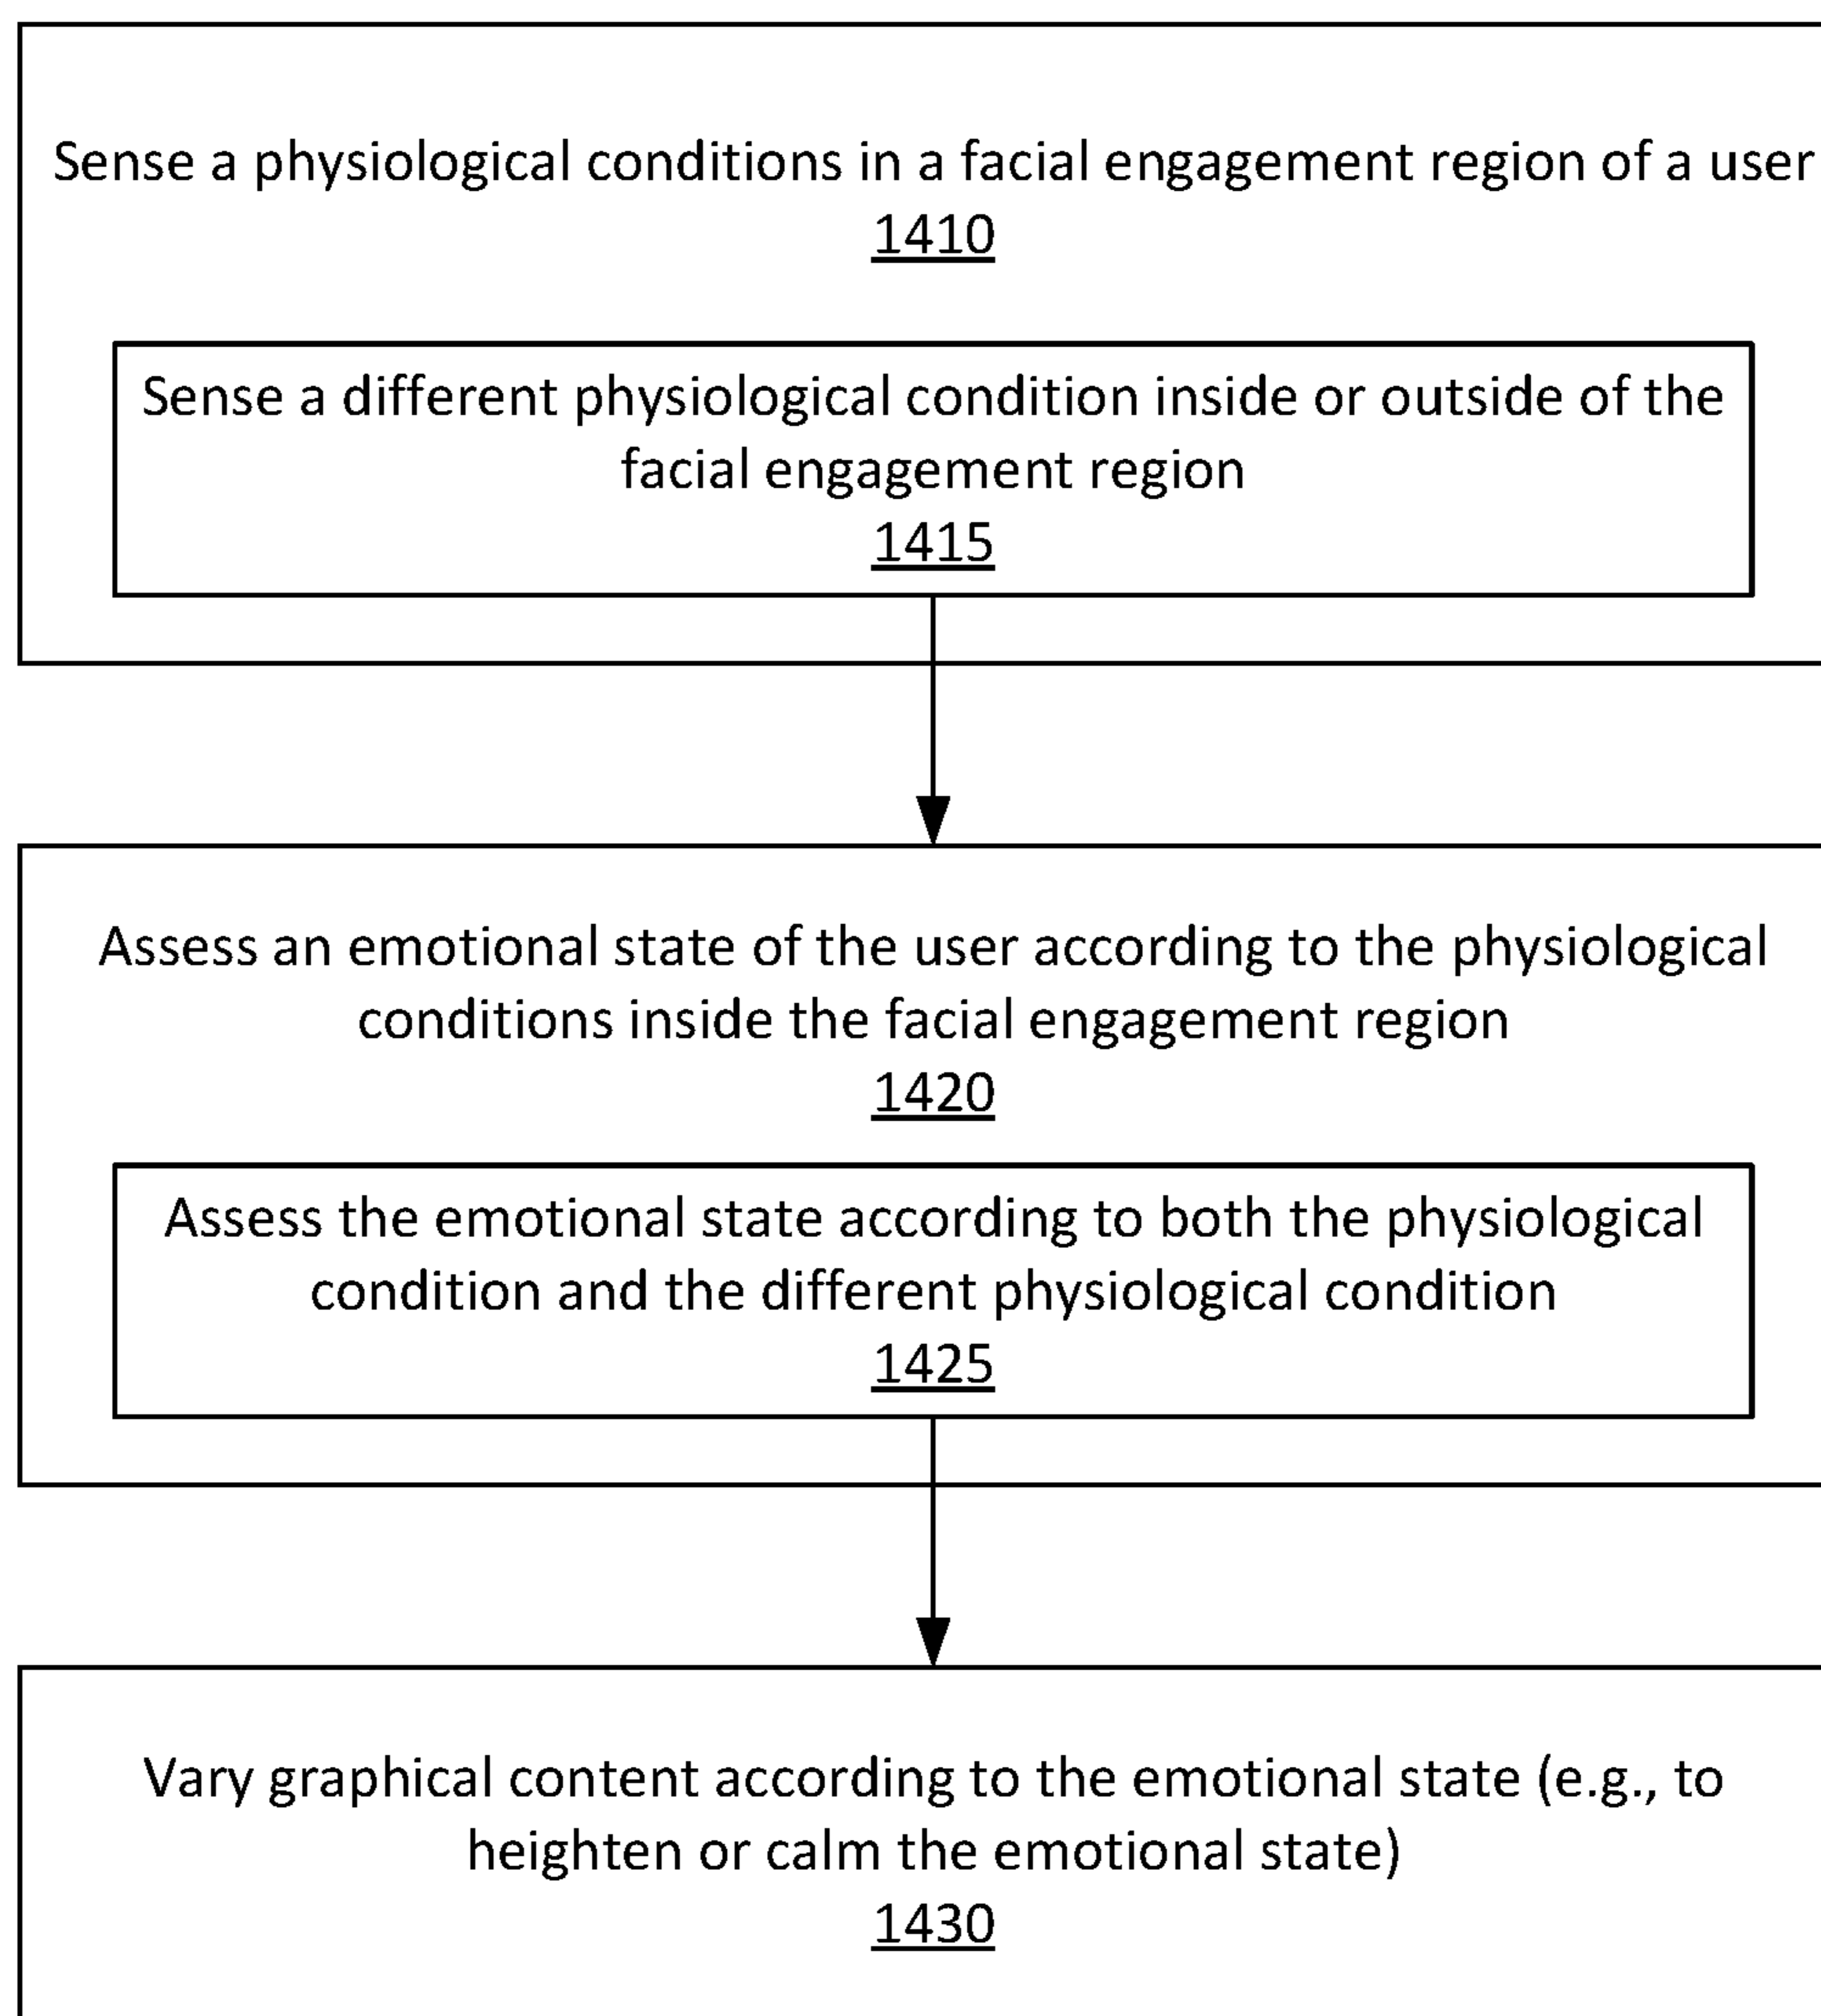 Sense a physiological conditions in a facial engagement region of a user
1410
Sense a different physiological condition inside or outside of the
facial engagement region
1415
Assess an emotional state of the user according to the physiological
conditions inside the facial engagement region
1420
Assess the emotional state according to both the physiological
condition and the different physiological condition
1425
Vary graphical content according to the emotional state (e.g., to
heighten or calm the emotional state)
1430